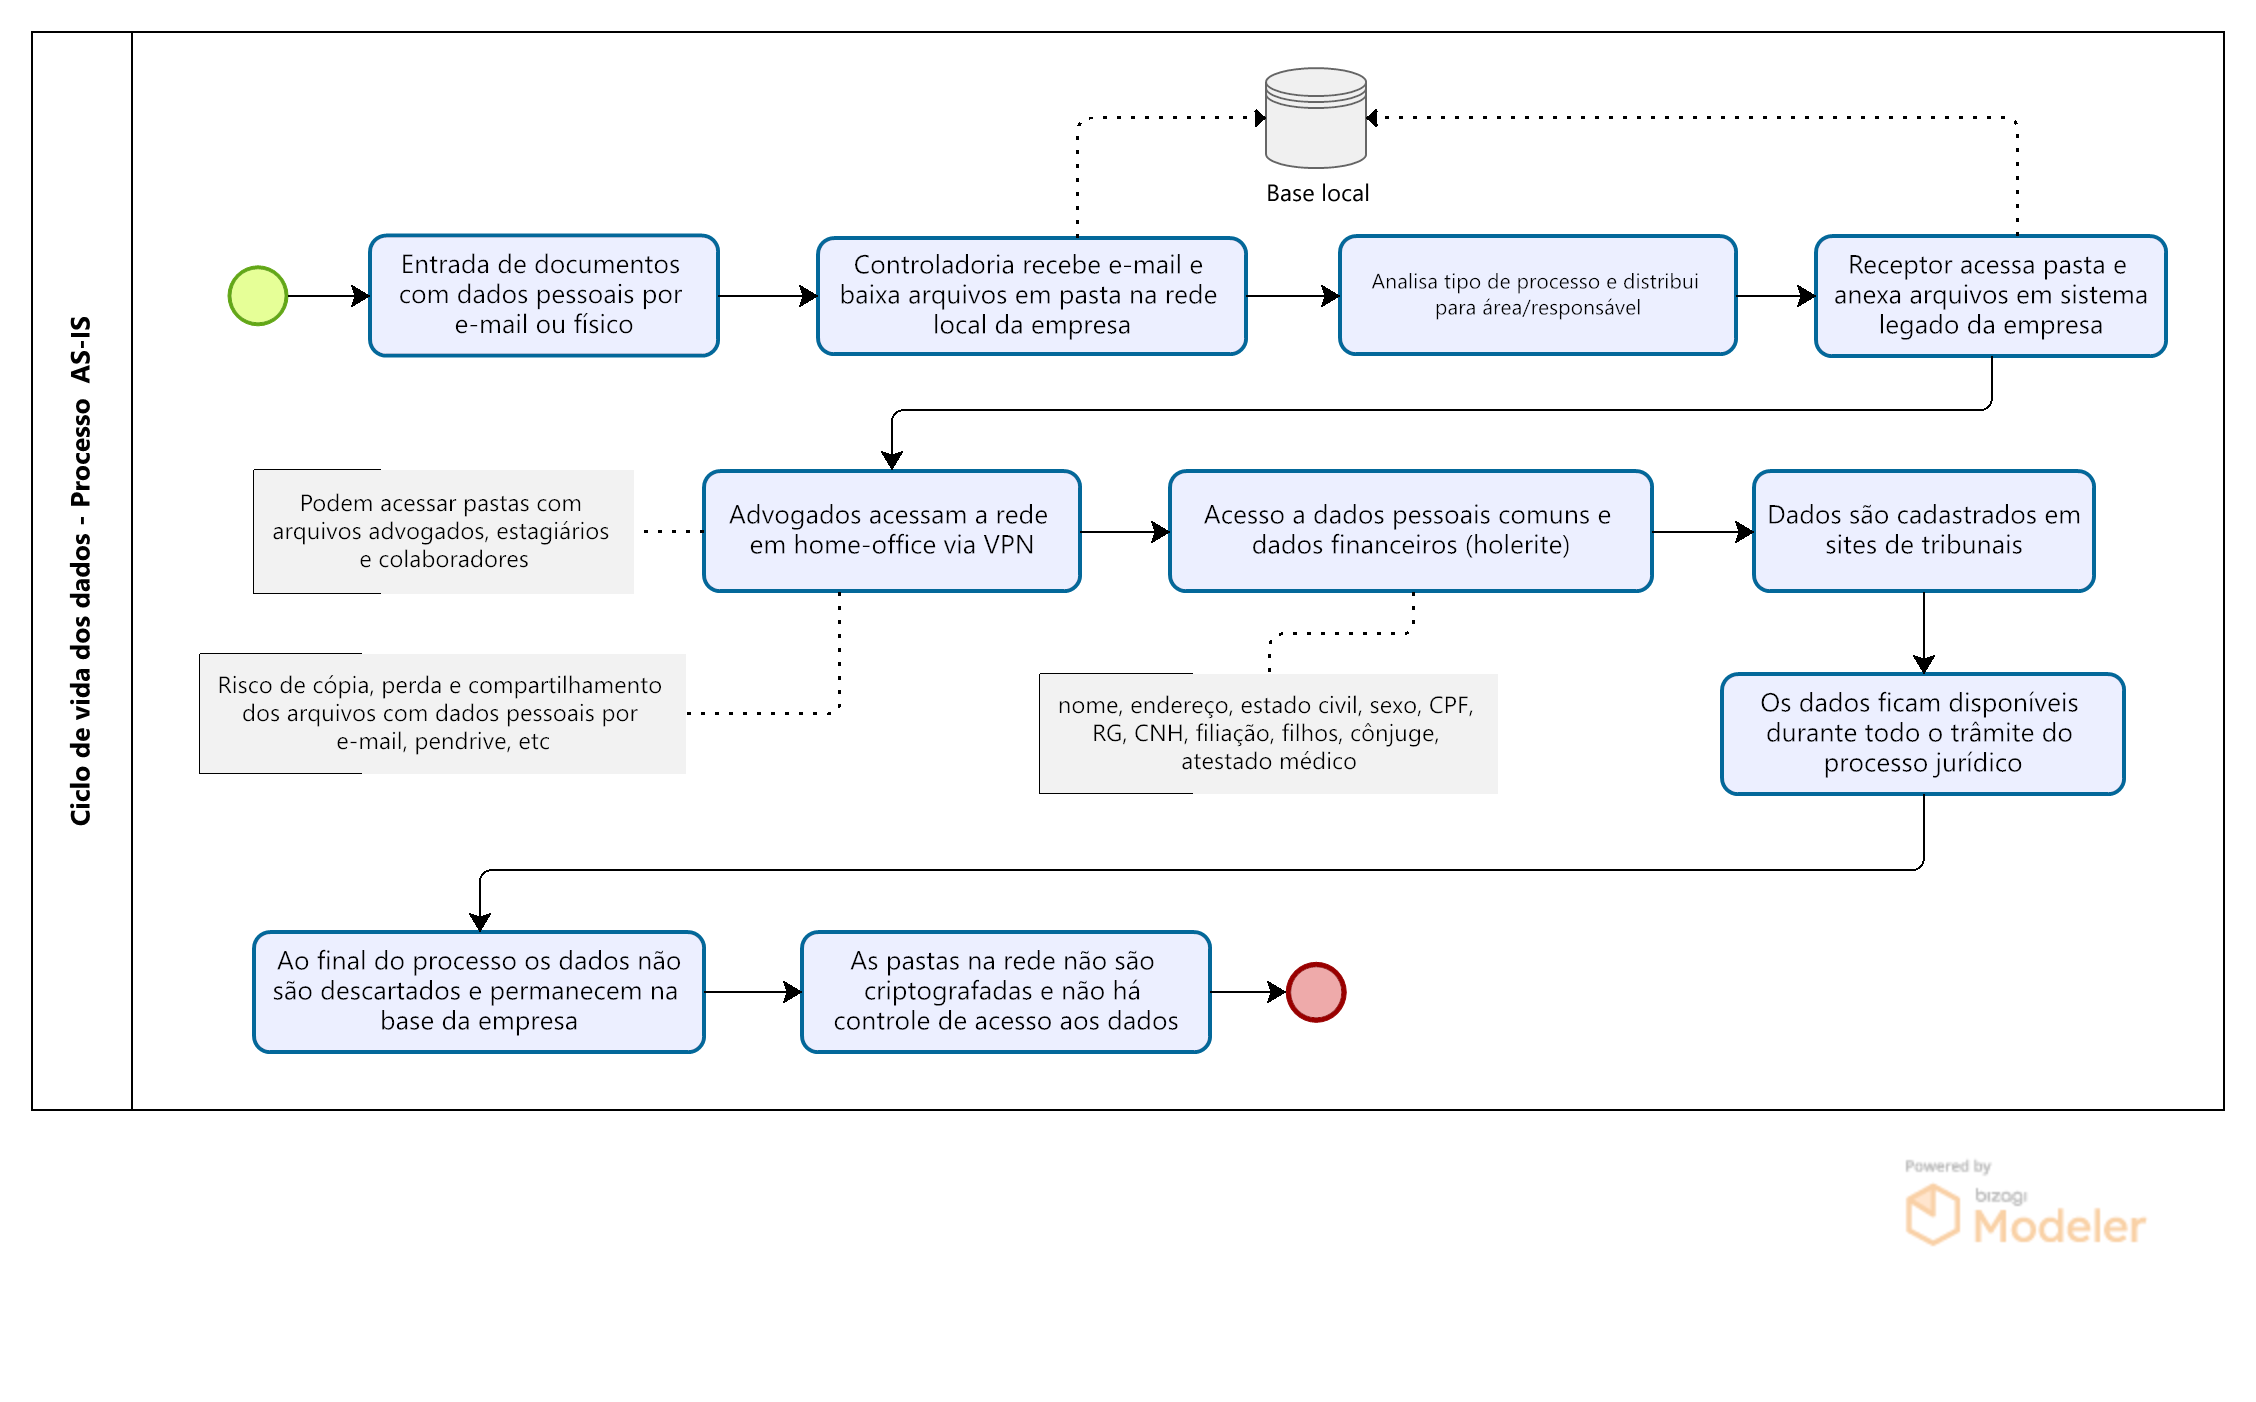 Ciclo de vida dos dados - Processo AS-IS
Base local
Entrada de documentos
com dados pessoais por
e-mail ou físico
Controladoria recebe e-mail e
baixa arquivos em pasta na rede
local da empresa
Analisa tipo de processo e distribui
para área/responsável
Receptor acessa pasta e
anexa arquivos em sistema
legado da empresa
Podem acessar pastas com
arquivos advogados, estagiários
e colaboradores
Advogados acessam a rede
em home-office via VPN
Acesso a dados pessoais comuns e
dados financeiros (holerite)
Dados são cadastrados em
sites de tribunais
Risco de cópia, perda e compartilhamento
dos arquivos com dados pessoais por
e-mail, pendrive, etc
nome, endereço, estado civil, sexo, CPF,
RG, CNH, filiação, filhos, cônjuge,
atestado médico
Os dados ficam disponíveis
durante todo o trâmite do
processo jurídico
Ao final do processo os dados não
são descartados e permanecem na
base da empresa
As pastas na rede não são
criptografadas e não há
controle de acesso aos dados
Powered by
bizagi
Modeler